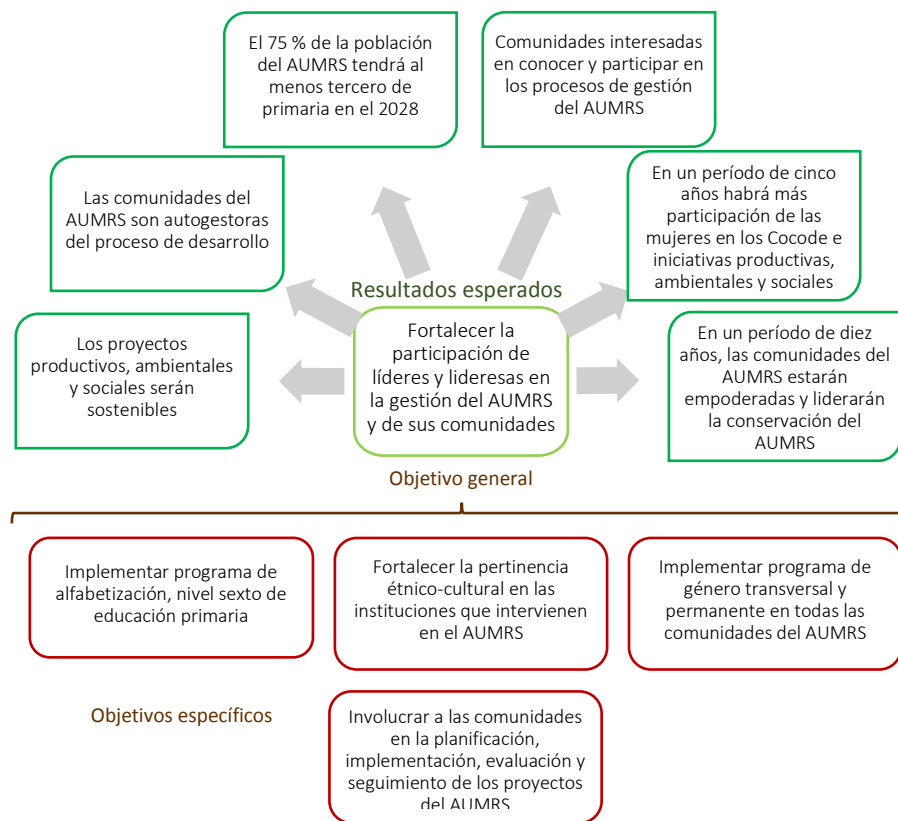 El 75 % de la población
del AUMRS tendrá al
menos tercero de
primaria en el 2028
Comunidades interesadas
en conocer y participar en
los procesos de gestión
del AUMRS
Las comunidades del
AUMRS son autogestoras
del proceso de desarrollo
En un período de cinco
años habrá más
participación de las
mujeres en los Cocode e
iniciativas productivas,
ambientales y sociales
Resultados esperados
Los proyectos
productivos, ambientales
y sociales serán
sostenibles
Fortalecer la
participación de
líderes y lideresas en
la gestión del AUMRS
y de sus comunidades
En un período de diez
años, las comunidades del
AUMRS estarán
empoderadas y liderarán
la conservación del
AUMRS
Objetivo general
Implementar programa de
alfabetización, nivel sexto de
educación primaria
Fortalecer la pertinencia
étnico-cultural en las
instituciones que intervienen
en el AUMRS
Implementar programa de
género transversal y
permanente en todas las
comunidades del AUMRS
Objetivos específicos
Involucrar a las comunidades
en la planificación,
implementación, evaluación y
seguimiento de los proyectos
del AUMRS